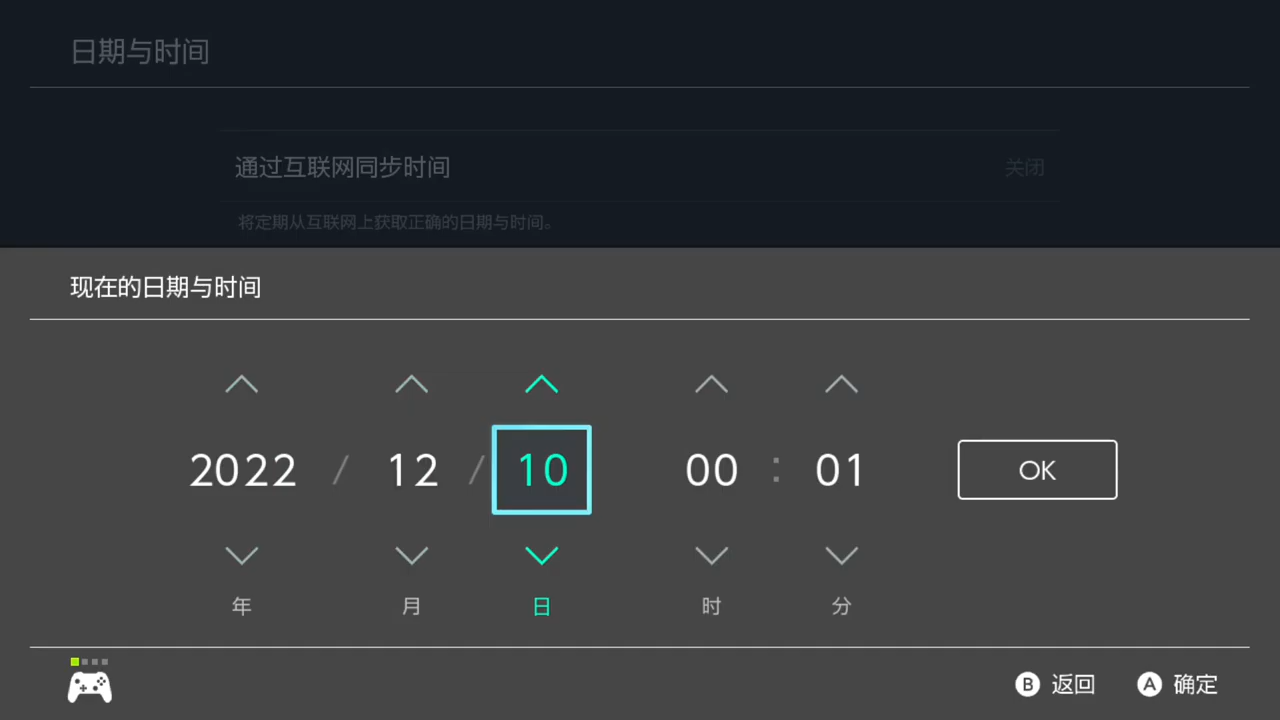 日期与时间
通过互联网同步时间 关闭
将定期从互联网上获取正确的日期与时间。
现在的日期与时间
2022 / 12 / 10 00 : 01 OK
年 月 日 时 分
B 返回 A 确定